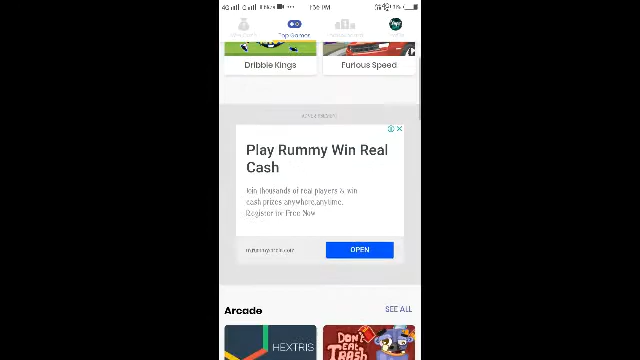 Top Games
Dribble Kings
Furious Speed
Play Rummy Win Real
Cash
Join thousands of real players & win
cash prizes anywhere,anytime.
Register for Free Now
OPEN
Arcade
SEE ALL
HEXTRIS
DON'T
EAT
TRASH